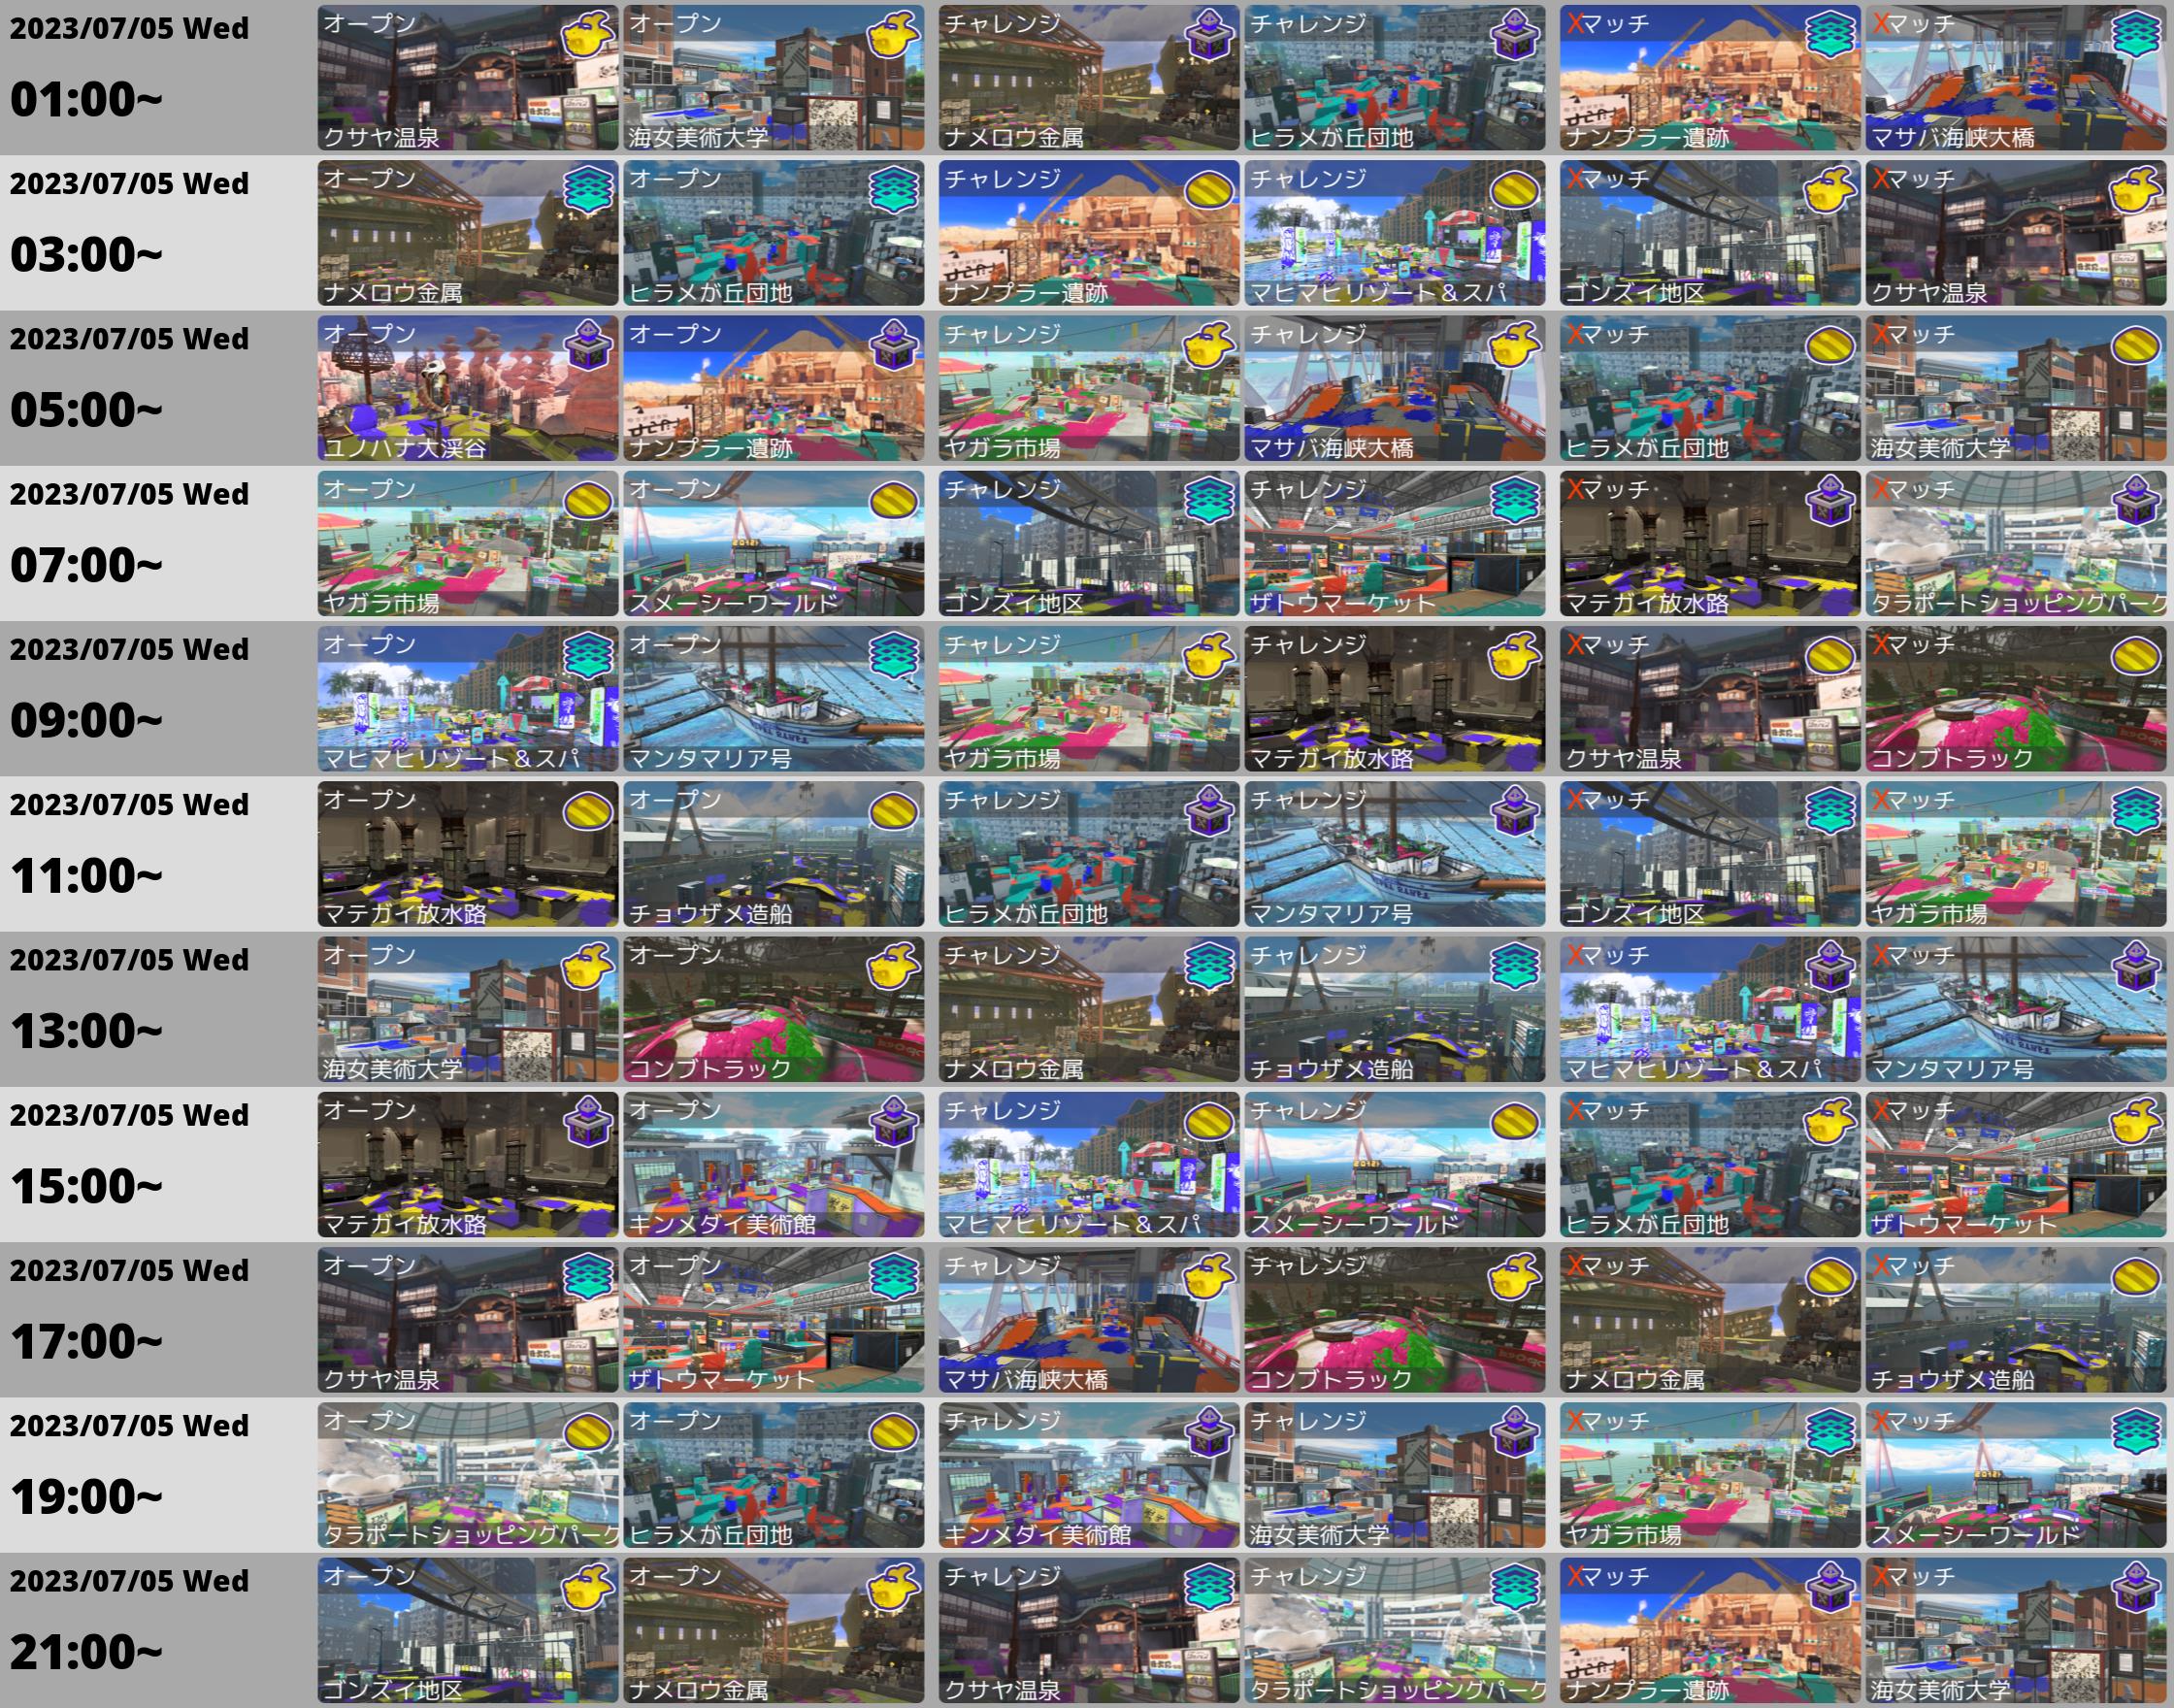 2023/07/05 Wed
01:00~
オープン
クサヤ温泉
オープン
海女美術大学
チャレンジ
ナメロウ金属
チャレンジ
ヒラメが丘団地
Xマッチ
ナンプラー遺跡
Xマッチ
マサバ海峡大橋
2023/07/05 Wed
03:00~
オープン
ナメロウ金属
オープン
ヒラメが丘団地
チャレンジ
ナンプラー遺跡
チャレンジ
マヒマヒリゾート&スパ
Xマッチ
ゴンズイ地区
Xマッチ
クサヤ温泉
2023/07/05 Wed
05:00~
オープン
ユノハナ大渓谷
オープン
ナンプラー遺跡
チャレンジ
ヤガラ市場
チャレンジ
マサバ海峡大橋
Xマッチ
ヒラメが丘団地
Xマッチ
海女美術大学
2023/07/05 Wed
07:00~
オープン
ヤガラ市場
オープン
スメーシーワールド
チャレンジ
ゴンズイ地区
チャレンジ
ザトウマーケット
Xマッチ
マテガイ放水路
Xマッチ
タラポートショッピングパーク
2023/07/05 Wed
09:00~
オープン
マヒマヒリゾート&スパ
オープン
マンタマリア号
チャレンジ
ヤガラ市場
チャレンジ
マテガイ放水路
Xマッチ
クサヤ温泉
Xマッチ
コンブトラック
2023/07/05 Wed
11:00~
オープン
マテガイ放水路
オープン
チョウザメ造船
チャレンジ
ヒラメが丘団地
チャレンジ
マンタマリア号
Xマッチ
ゴンズイ地区
Xマッチ
ヤガラ市場
2023/07/05 Wed
13:00~
オープン
海女美術大学
オープン
コンブトラック
チャレンジ
ナメロウ金属
チャレンジ
チョウザメ造船
Xマッチ
マヒマヒリゾート&スパ
Xマッチ
マンタマリア号
2023/07/05 Wed
15:00~
オープン
マテガイ放水路
オープン
キンメダイ美術館
チャレンジ
マヒマヒリゾート&スパ
チャレンジ
スメーシーワールド
Xマッチ
ヒラメが丘団地
Xマッチ
ザトウマーケット
2023/07/05 Wed
17:00~
オープン
クサヤ温泉
オープン
ザトウマーケット
チャレンジ
マサバ海峡大橋
チャレンジ
コンブトラック
Xマッチ
ナメロウ金属
Xマッチ
チョウザメ造船
2023/07/05 Wed
19:00~
オープン
タラポートショッピングパーク
オープン
ヒラメが丘団地
チャレンジ
キンメダイ美術館
チャレンジ
海女美術大学
Xマッチ
ヤガラ市場
Xマッチ
スメーシーワールド
2023/07/05 Wed
21:00~
オープン
ゴンズイ地区
オープン
ナメロウ金属
チャレンジ
クサヤ温泉
チャレンジ
タラポートショッピングパーク
Xマッチ
ナンプラー遺跡
Xマッチ
海女美術大学